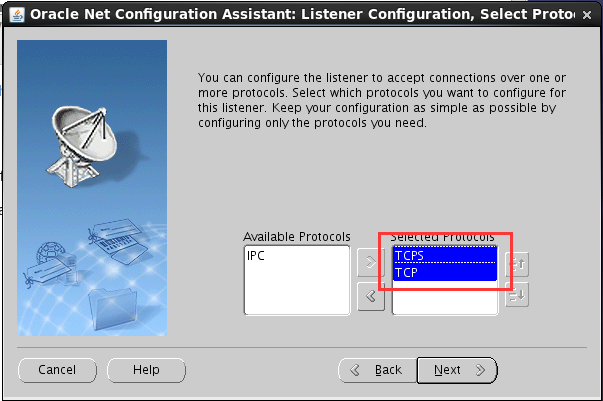 Oracle Net Configuration Assistant: Listener Configuration, Select Proto
You can configure the listener to accept connections over one or
more protocols. Select which protocols you want to configure for
this listener. Keep your configuration as simple as possible by
configuring only the protocols you need.
Available Protocols
Selected Protocols
IPC
TCPS
TCP
Cancel
Help
Back
Next